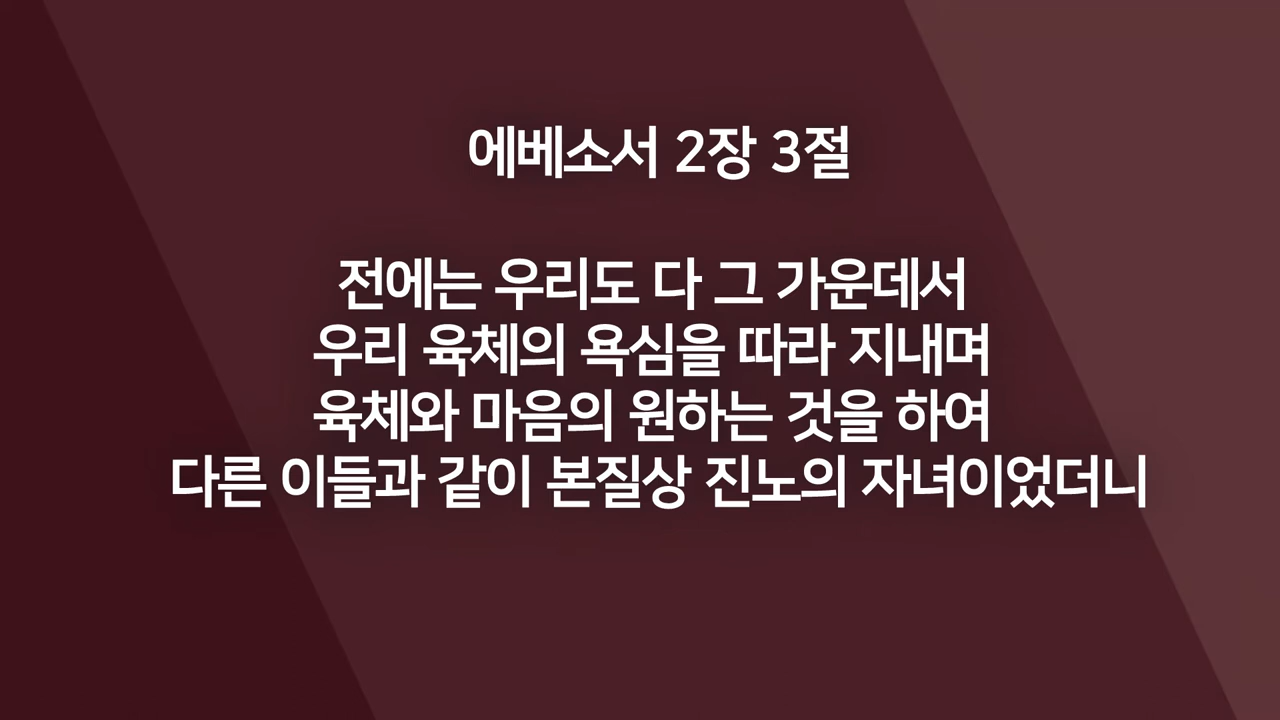 에베소서 2장 3절
전에는 우리도 다 그 가운데서
우리 육체의 욕심을 따라 지내며
육체와 마음의 원하는 것을 하여
다른 이들과 같이 본질상 진노의 자녀이었더니